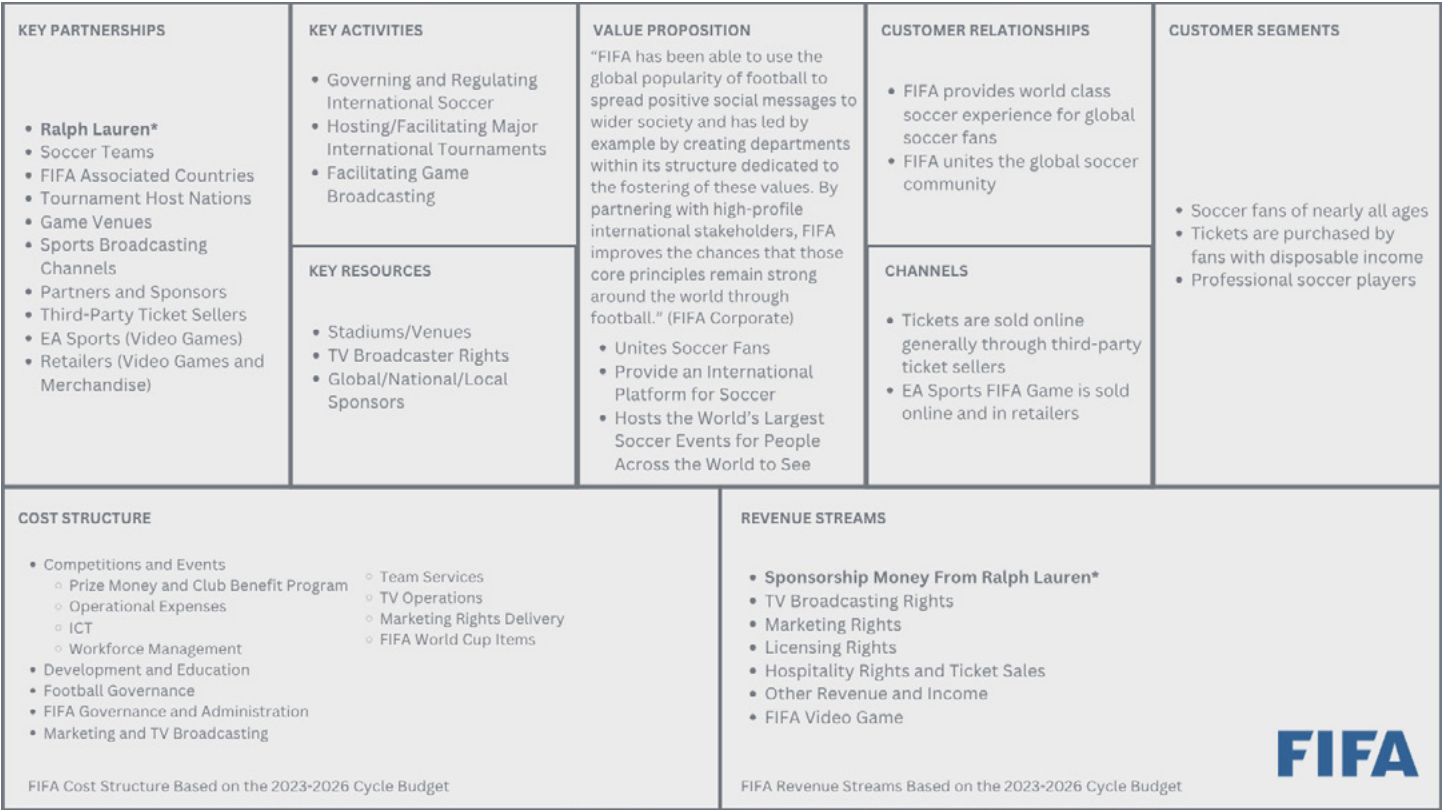 KEY PARTNERSHIPS
• Ralph Lauren*
• Soccer Teams
• FIFA Associated Countries
• Tournament Host Nations
• Game Venues
• Sports Broadcasting
Channels
• Partners and Sponsors
• Third-Party Ticket Sellers
• EA Sports (Video Games)
• Retailers (Video Games and
Merchandise)
KEY ACTIVITIES
• Governing and Regulating
International Soccer
• Hosting/Facilitating Major
International Tournaments
• Facilitating Game
Broadcasting
KEY RESOURCES
• Stadiums/Venues
• TV Broadcaster Rights
• Global/National/Local
Sponsors
VALUE PROPOSITION
“FIFA has been able to use the
global popularity of football to
spread positive social messages to
wider society and has led by
example by creating departments
within its structure dedicated to
the fostering of these values. By
partnering with high-profile
international stakeholders, FIFA
improves the chances that those
core principles remain strong
around the world through
football.” (FIFA Corporate)
• Unites Soccer Fans
• Provide an International
Platform for Soccer
• Hosts the World’s Largest
Soccer Events for People
Across the World to See
CUSTOMER RELATIONSHIPS
• FIFA provides world class
soccer experience for global
soccer fans
• FIFA unites the global soccer
community
CHANNELS
• Tickets are sold online
generally through third-party
ticket sellers
• EA Sports FIFA Game is sold
online and in retailers
CUSTOMER SEGMENTS
• Soccer fans of nearly all ages
• Tickets are purchased by
fans with disposable income
• Professional soccer players
COST STRUCTURE
• Competitions and Events
○ Prize Money and Club Benefit Program
○ Operational Expenses
○ ICT
○ Workforce Management
○ Team Services
○ TV Operations
○ Marketing Rights Delivery
○ FIFA World Cup Items
• Development and Education
• Football Governance
• FIFA Governance and Administration
• Marketing and TV Broadcasting
FIFA Cost Structure Based on the 2023-2026 Cycle Budget
REVENUE STREAMS
• Sponsorship Money From Ralph Lauren*
• TV Broadcasting Rights
• Marketing Rights
• Licensing Rights
• Hospitality Rights and Ticket Sales
• Other Revenue and Income
• FIFA Video Game
FIFA Revenue Streams Based on the 2023-2026 Cycle Budget
FIFA